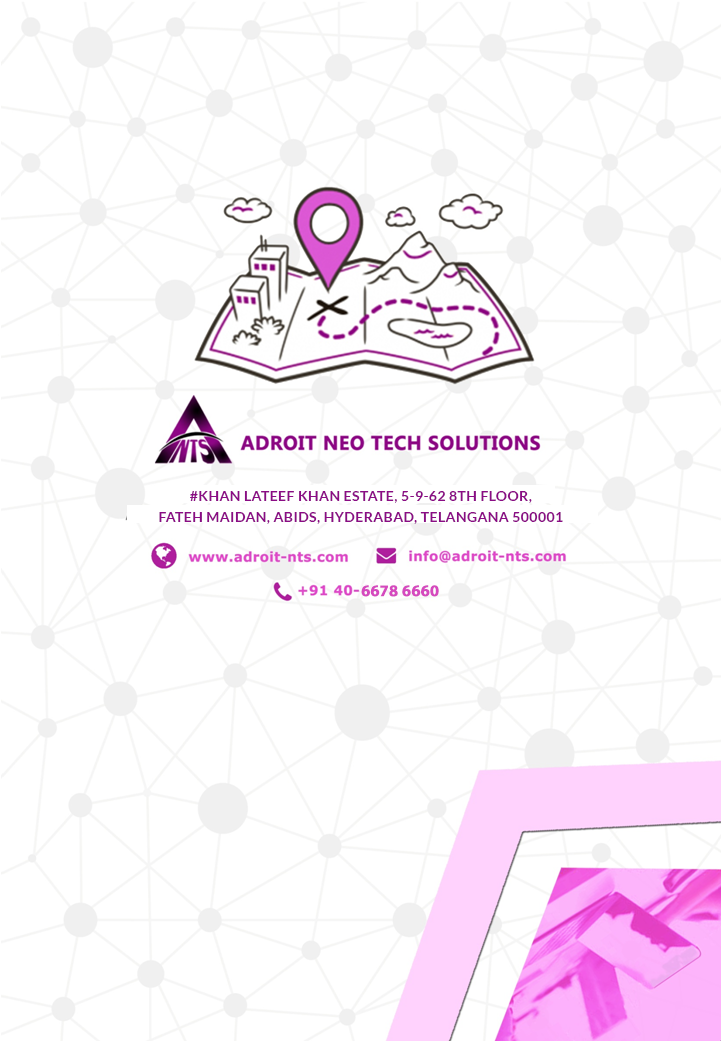 NTS
ADROIT NEO TECH SOLUTIONS
#KHAN LATEEF KHAN ESTATE, 5-9-62 8TH FLOOR,
FATEH MAIDAN, ABIDS, HYDERABAD, TELANGANA 500001
www.adroit-nts.com info@adroit-nts.com
+91 40-6678 6660